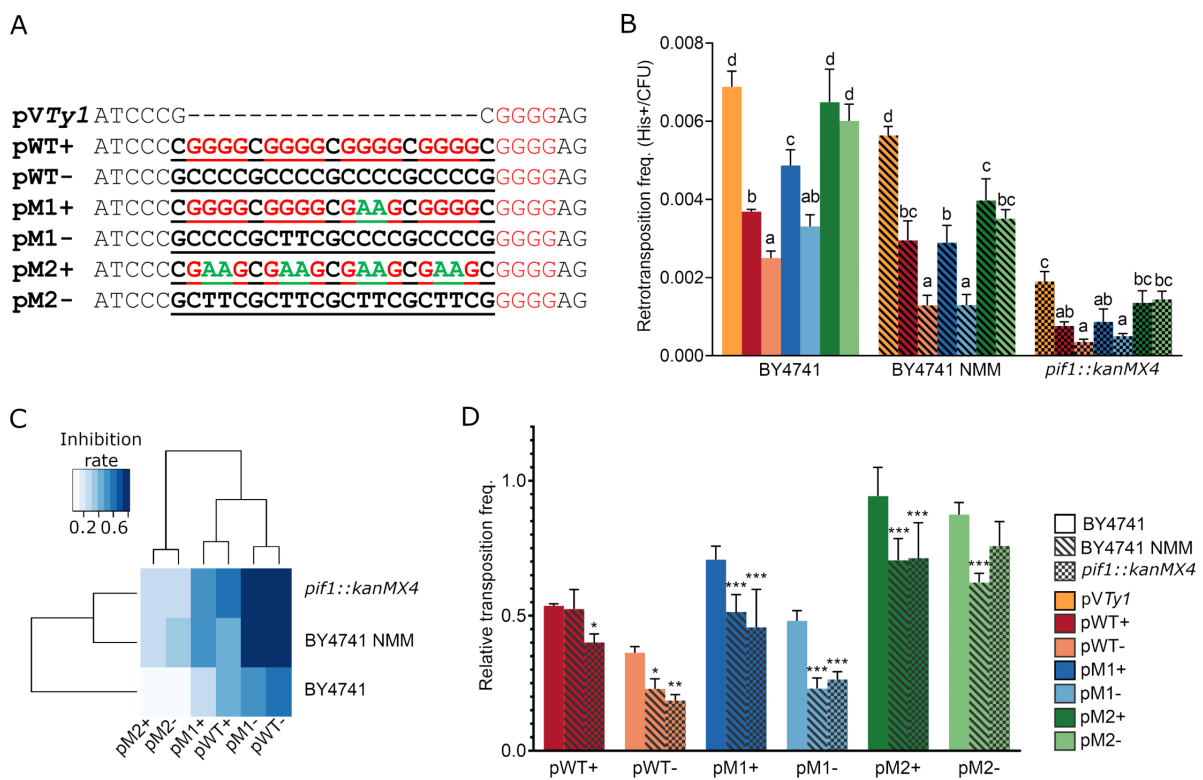 A
pVTy1 ATCCCG-------------------CGGGGAG
pWT+ ATCCCCGGGGCGGGGCGGGGCGGGGCGGGGAG
pWT- ATCCCGCCCCGCCCCGCCCCGCCCCGGGGGAG
pM1+ ATCCCCGGGGCGGGGCGAAGCGGGGCGGGGAG
pM1- ATCCCGCCCCGCTTCGCCCCGCCCCGGGGGAG
pM2+ ATCCCCGAAGCGAAGCGAAGCGAAGCGGGGAG
pM2- ATCCCGCTTCGCTTCGCTTCGCTTCGGGGGAG
B
Retrotransposition freq. (His+/CFU)
0.008
0.006
0.004
0.002
0.000
d b a c ab d d
d bc a b a c bc
c ab a ab a bc bc
BY4741 BY4741 NMM pif1::kanMX4
C
Inhibition
rate
0.2 0.6
pif1::kanMX4
BY4741 NMM
BY4741
pM2+ pM2- pM1+ pWT+ pM1- pWT-
D
Relative transposition freq.
1.0
0.5
0.0
*
* **
*** ***
*** ***
*** ***
***
pWT+ pWT- pM1+ pM1- pM2+ pM2-
BY4741
BY4741 NMM
pif1::kanMX4
pVTy1
pWT+
pWT-
pM1+
pM1-
pM2+
pM2-